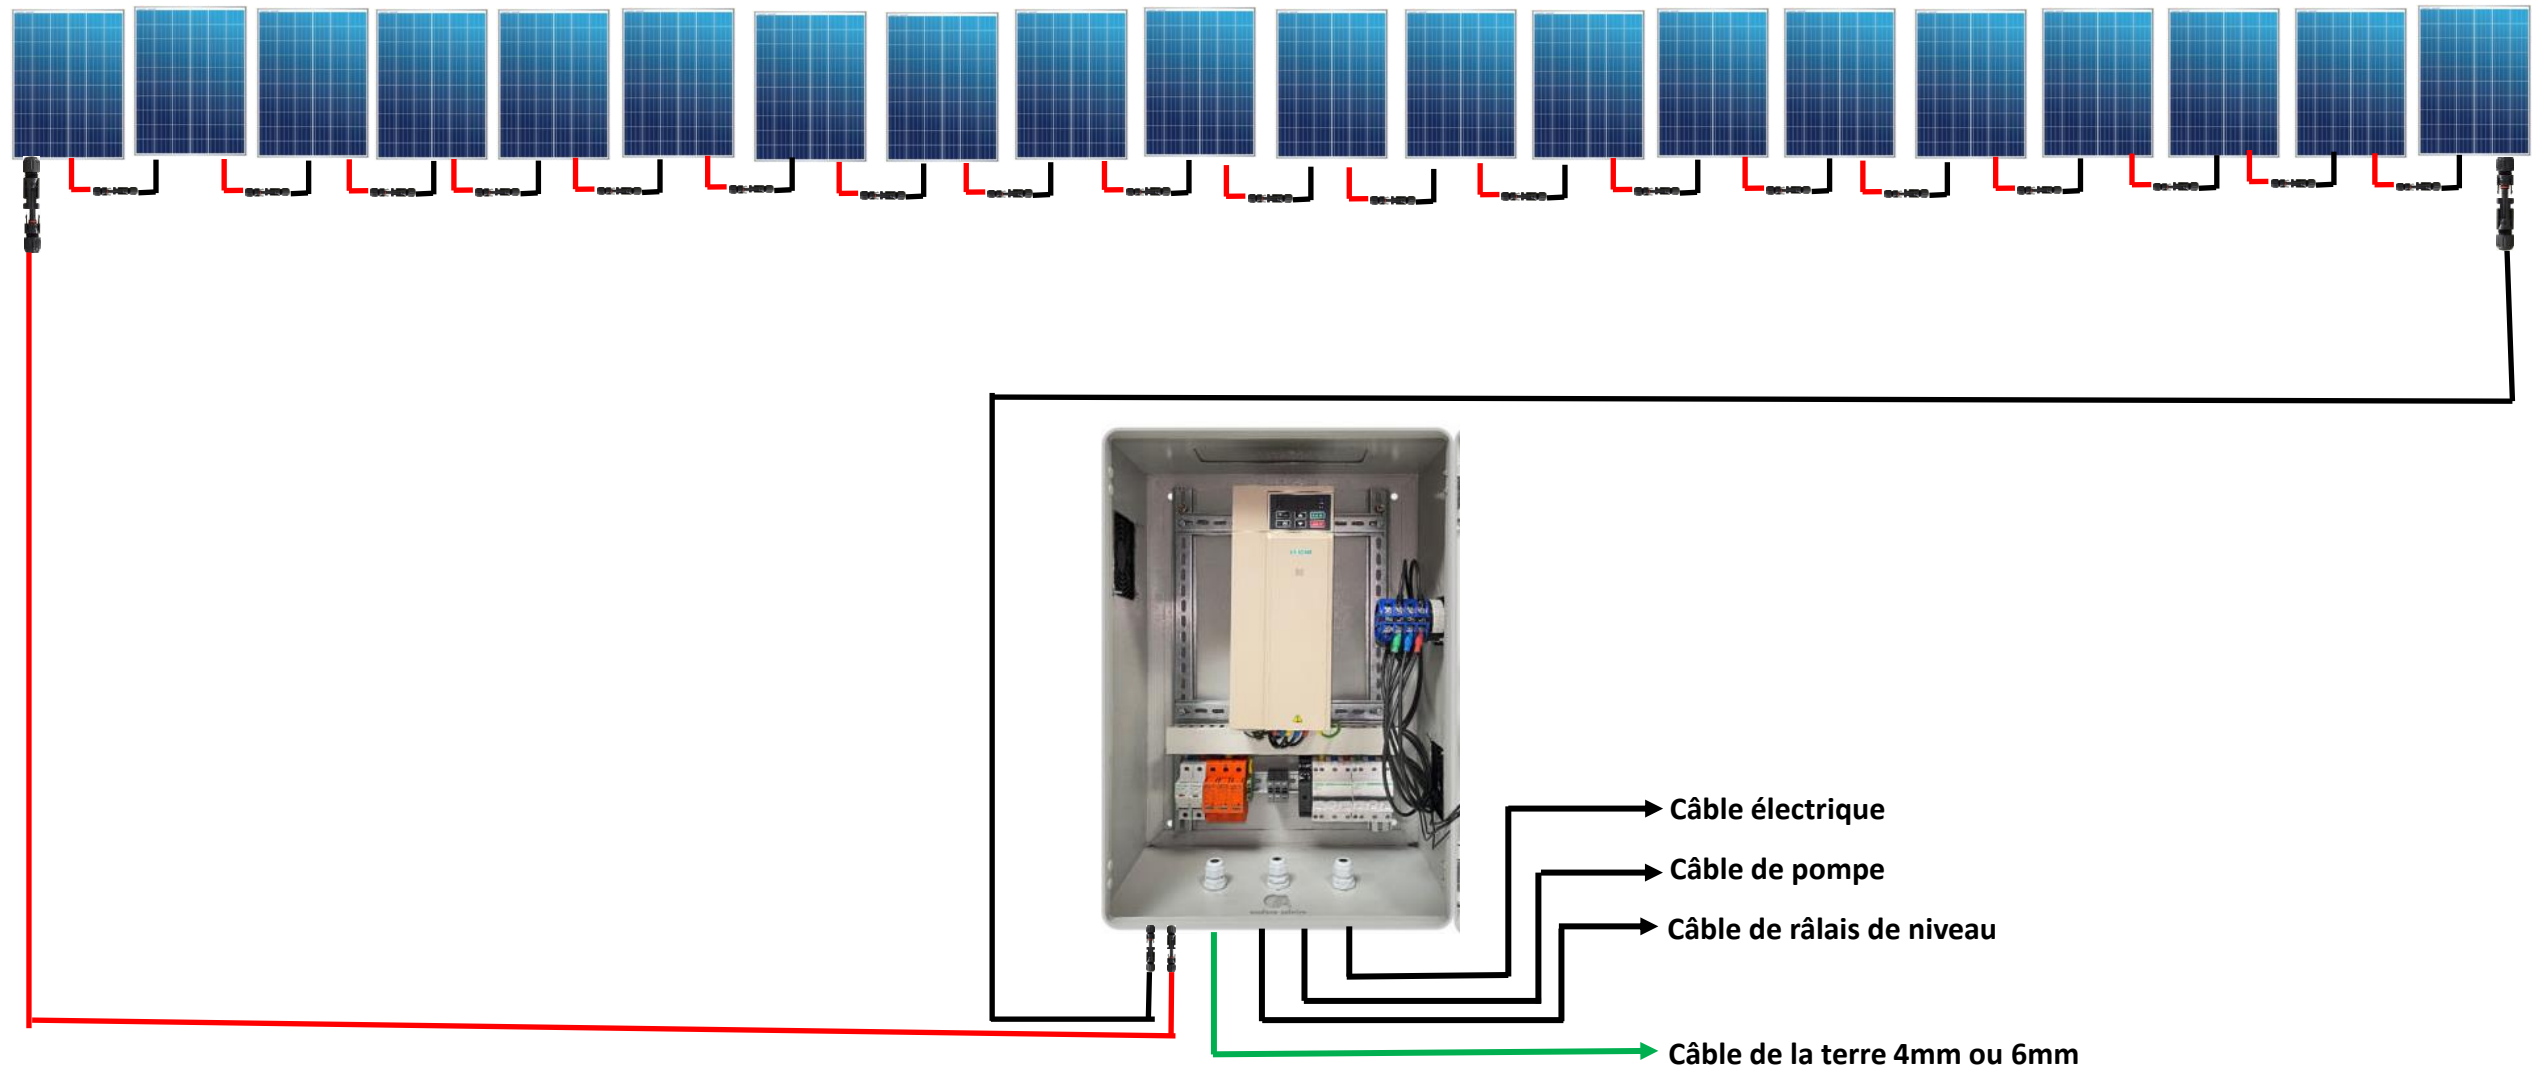 Câble électrique
Câble de pompe
Câble de râlais de niveau
Câble de la terre 4mm ou 6mm